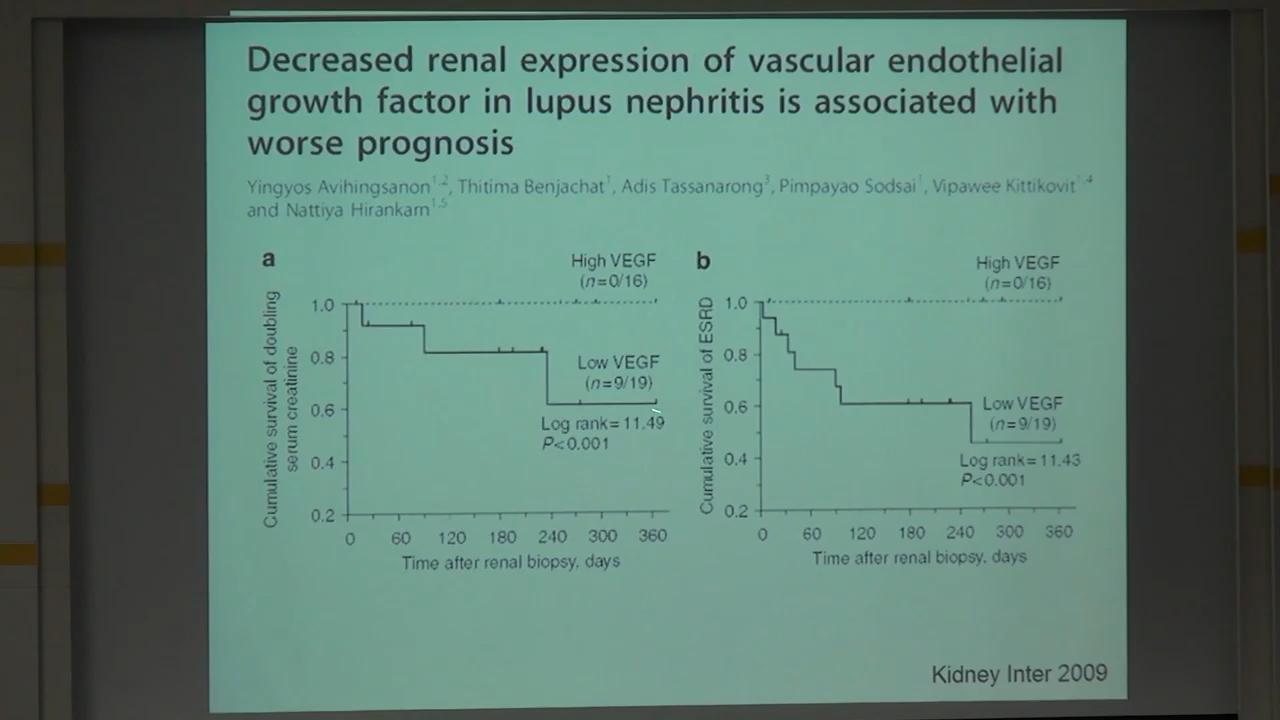 Decreased renal expression of vascular endothelial
growth factor in lupus nephritis is associated with
worse prognosis
Yingyos Avihingsanon1,2, Thitima Benjachat1, Adis Tassanarong3, Pimpayao Sodsai1, Vipawee Kittikovit1,4
and Nattiya Hirankarn1,5
a
High VEGF
(n=0/16)
Cumulative survival of doubling
serum creatinine
1.0
0.8
0.6
0.4
0.2
Low VEGF
(n=9/19)
Log rank=11.49
P<0.001
0 60 120 180 240 300 360
Time after renal biopsy, days
b
High VEGF
(n=0/16)
Cumulative survival of ESRD
1.0
0.8
0.6
0.4
0.2
Low VEGF
(n=9/19)
Log rank=11.43
P<0.001
0 60 120 180 240 300 360
Time after renal biopsy, days
Kidney Inter 2009